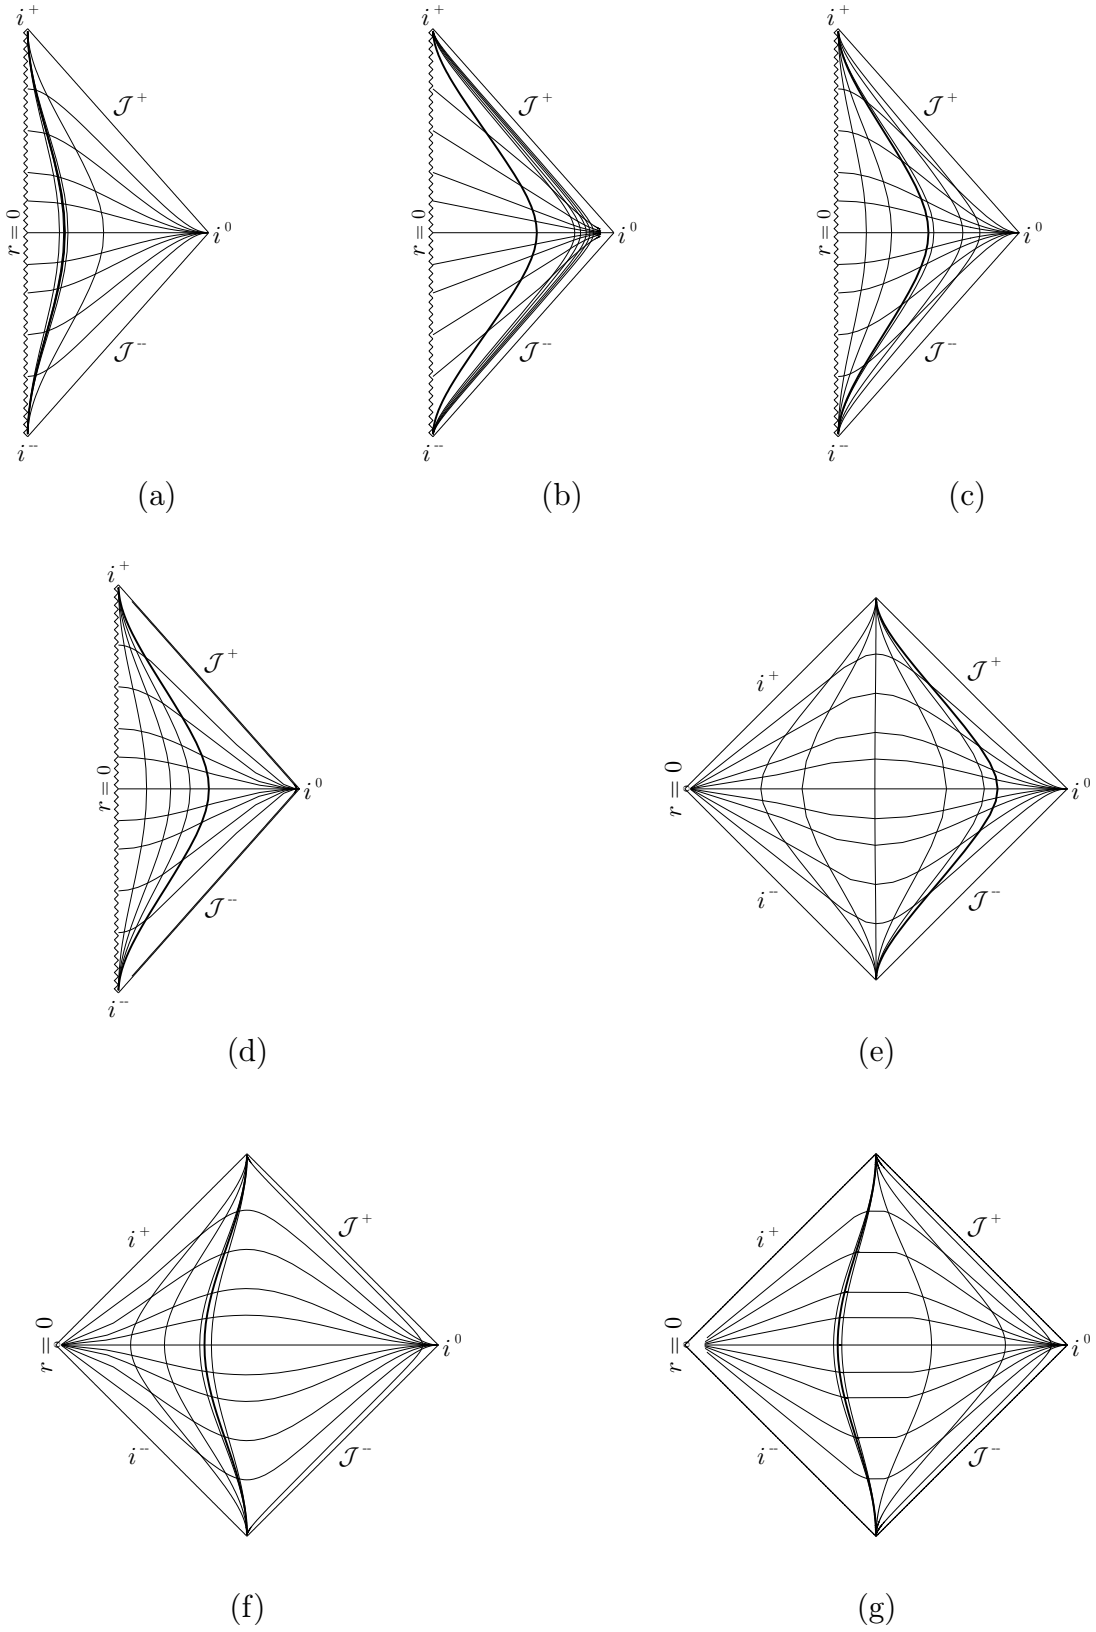 i⁺ i⁺ i⁺
𝒥⁺ 𝒥⁺ 𝒥⁺
r = 0 i⁰ r = 0 i⁰ r = 0 i⁰
𝒥⁻ 𝒥⁻ 𝒥⁻
i⁻ i⁻ i⁻
(a) (b) (c)
i⁺
𝒥⁺ i⁺ 𝒥⁺
r = 0 i⁰ r = 0 i⁰
𝒥⁻ i⁻ 𝒥⁻
i⁻
(d) (e)
i⁺ 𝒥⁺ i⁺ 𝒥⁺
r = 0 i⁰ r = 0 i⁰
i⁻ 𝒥⁻ i⁻ 𝒥⁻
(f) (g)